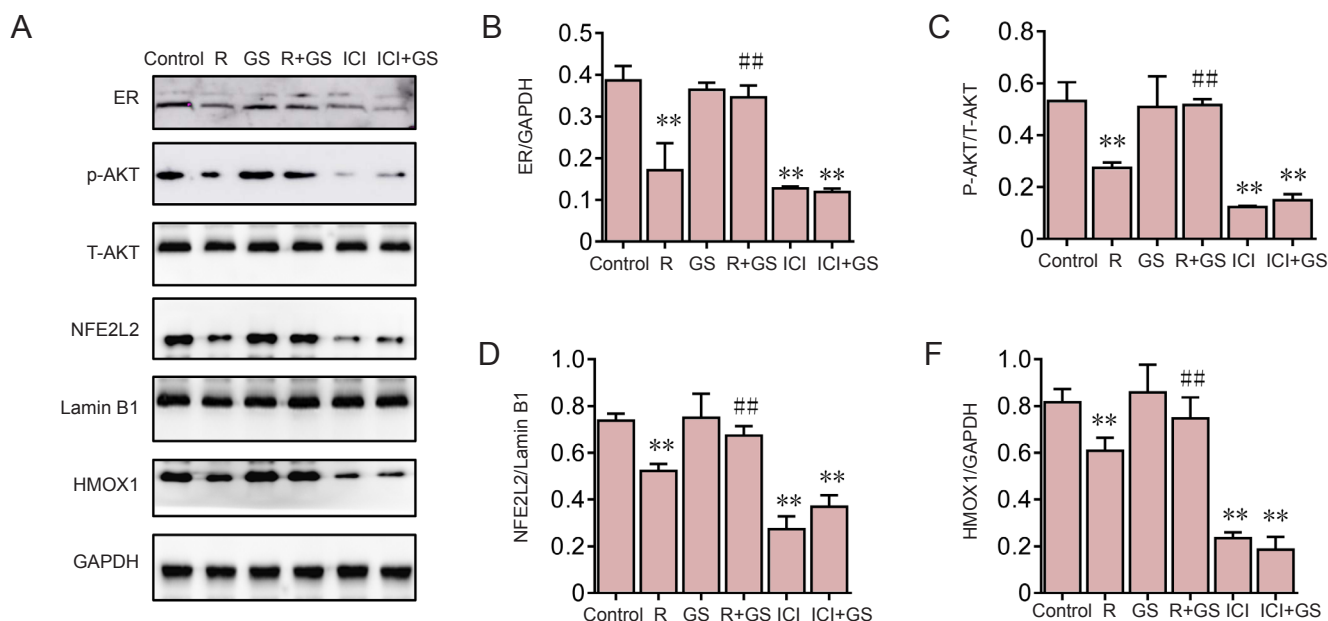 A
Control R GS R+GS ICI ICI+GS
ER
p-AKT
T-AKT
NFE2L2
Lamin B1
HMOX1
GAPDH
B
ER/GAPDH
0.5
0.4
0.3
0.2
0.1
0
**
##
**
**
Control R GS R+GS ICI ICI+GS
C
P-AKT/T-AKT
0.8
0.6
0.4
0.2
0
**
##
**
**
Control R GS R+GS ICI ICI+GS
D
NFE2L2/Lamin B1
1.0
0.8
0.6
0.4
0.2
0
**
##
**
**
Control R GS R+GS ICI ICI+GS
F
HMOX1/GAPDH
1.0
0.8
0.6
0.4
0.2
0
**
##
**
**
Control R GS R+GS ICI ICI+GS